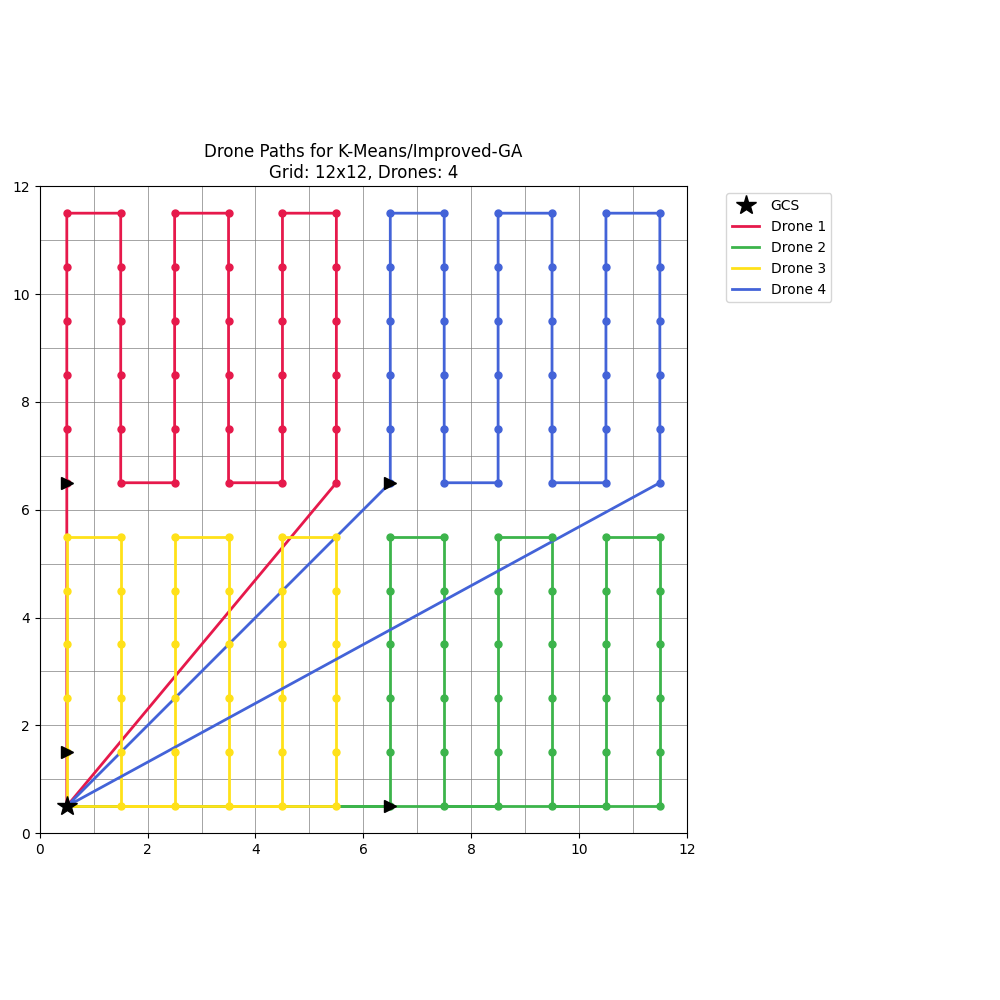 Drone Paths for K-Means/Improved-GA
Grid: 12x12, Drones: 4
12
10
8
6
4
2
0
0 2 4 6 8 10 12
GCS
Drone 1
Drone 2
Drone 3
Drone 4